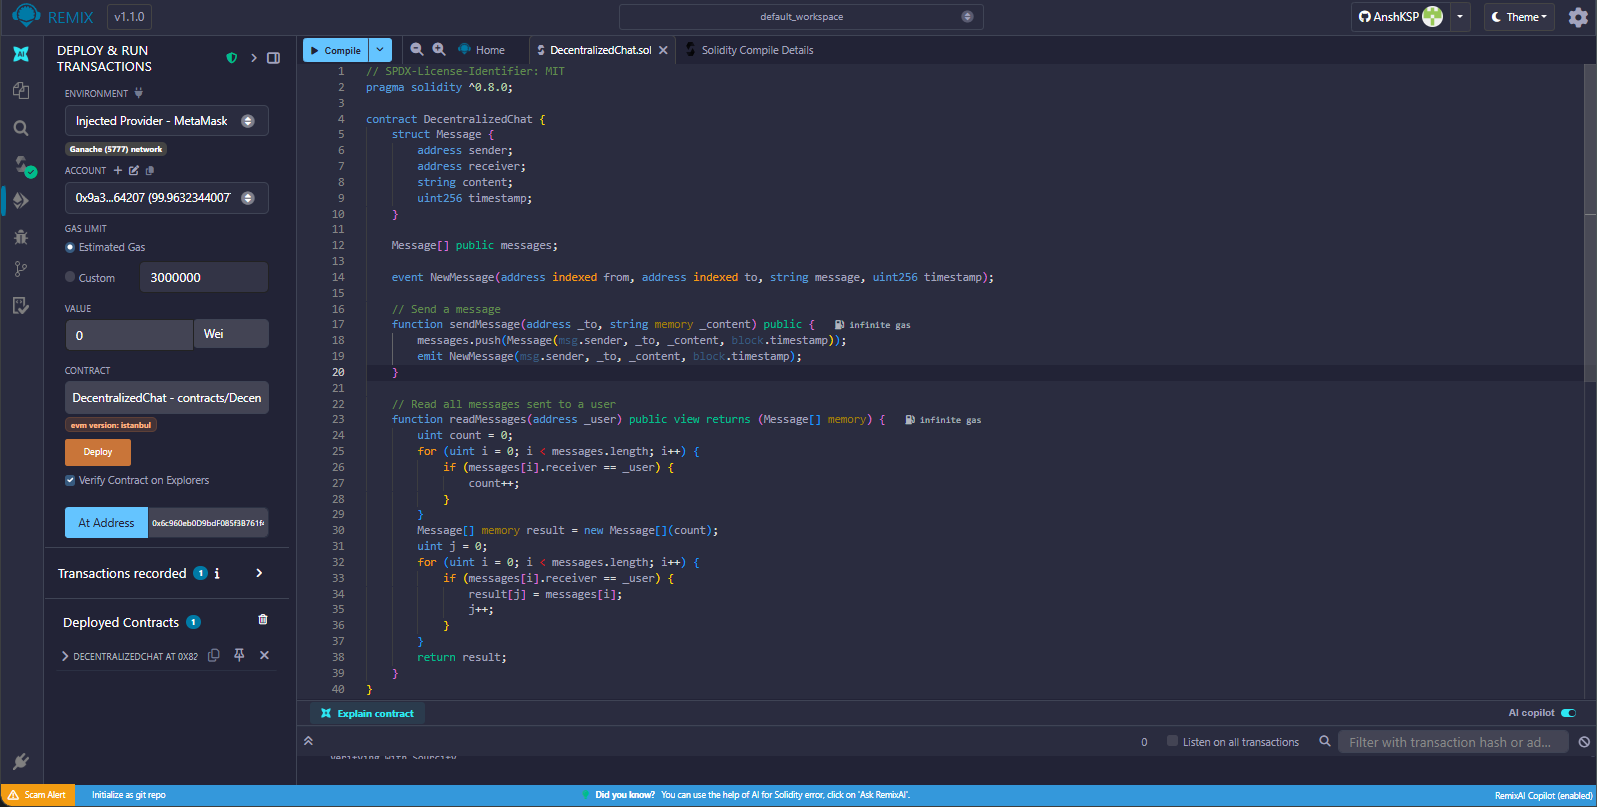 REMIX v1.1.0 default_workspace AnshKSP Theme
DEPLOY & RUN
TRANSACTIONS
ENVIRONMENT
Injected Provider - MetaMask
Ganache (5777) network
ACCOUNT
0x9a3...64207 (99.963234400
GAS LIMIT
Estimated Gas
Custom 3000000
VALUE
0 Wei
CONTRACT
DecentralizedChat - contracts/Decen
evm version: istanbul
Deploy
Verify Contract on Explorers
At Address 0x6c960eb0D9bdF085f3B761f
Transactions recorded 1 i
Deployed Contracts 1
DECENTRALIZEDCHAT AT 0X82
Compile Home DecentralizedChat.sol Solidity Compile Details
1 // SPDX-License-Identifier: MIT
2 pragma solidity ^0.8.0;
3
4 contract DecentralizedChat {
5 struct Message {
6 address sender;
7 address receiver;
8 string content;
9 uint256 timestamp;
10 }
11
12 Message[] public messages;
13
14 event NewMessage(address indexed from, address indexed to, string message, uint256 timestamp);
15
16 // Send a message
17 function sendMessage(address _to, string memory _content) public { infinite gas
18 messages.push(Message(msg.sender, _to, _content, block.timestamp));
19 emit NewMessage(msg.sender, _to, _content, block.timestamp);
20 }
21
22 // Read all messages sent to a user
23 function readMessages(address _user) public view returns (Message[] memory) { infinite gas
24 uint count = 0;
25 for (uint i = 0; i < messages.length; i++) {
26 if (messages[i].receiver == _user) {
27 count++;
28 }
29 }
30 Message[] memory result = new Message[](count);
31 uint j = 0;
32 for (uint i = 0; i < messages.length; i++) {
33 if (messages[i].receiver == _user) {
34 result[j] = messages[i];
35 j++;
36 }
37 }
38 return result;
39 }
40 }
Explain contract AI copilot
0 Listen on all transactions Filter with transaction hash or ad...
Verifying with Sourcify
Scam Alert Initialize as git repo Did you know? You can use the help of AI for Solidity error, click on 'Ask RemixAI'. RemixAI Copilot (enabled)